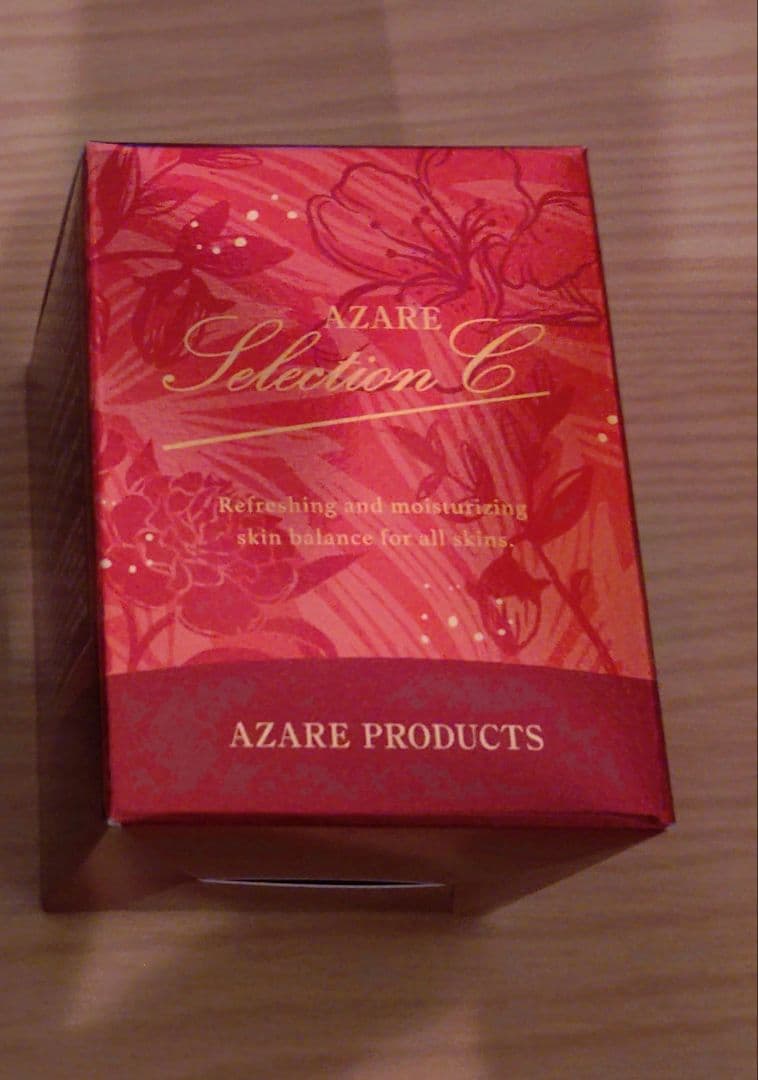 AZARE
Selection C
Refreshing and moisturizing
skin balance for all skins.
AZARE PRODUCTS